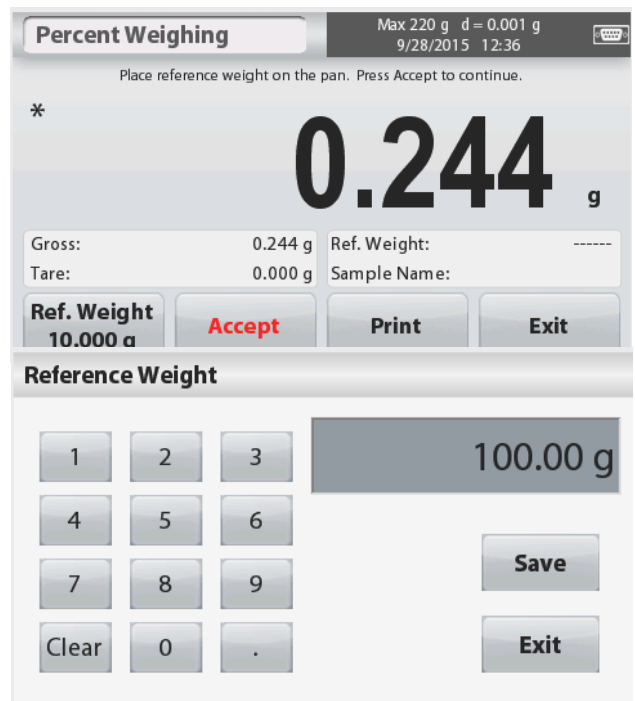 Percent Weighing
Max 220 g d = 0.001 g
9/28/2015 12:36
Place reference weight on the pan. Press Accept to continue.
*
0.244 g
Gross: 0.244 g Ref. Weight: ------
Tare: 0.000 g Sample Name:
Ref. Weight
10.000 g Accept Print Exit
Reference Weight
100.00 g
1 2 3
4 5 6
Save
7 8 9
Clear 0 . Exit